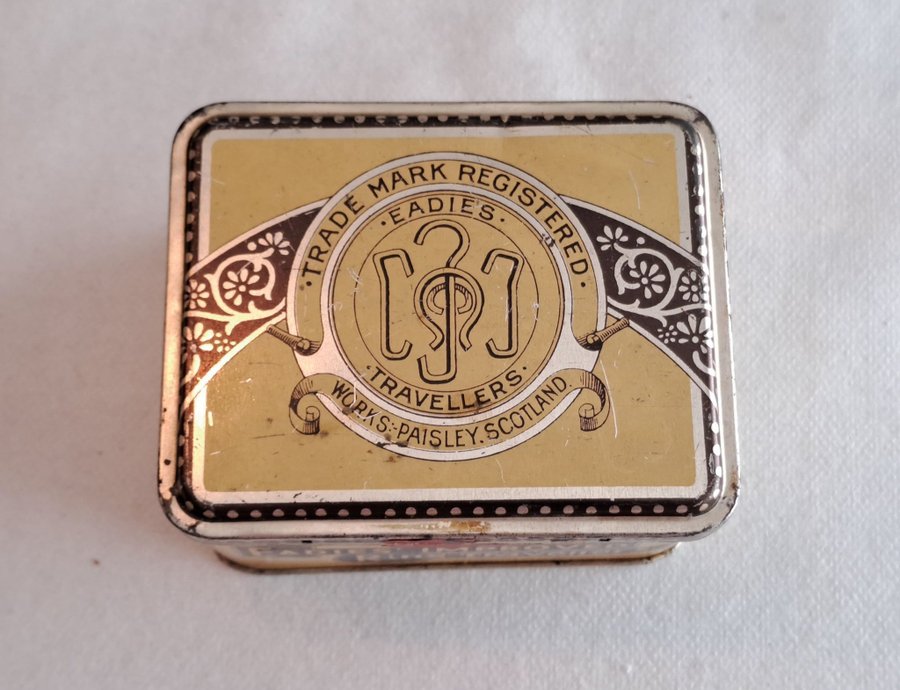 ·TRADE MARK REGISTERED·
·EADIES·
·TRAVELLERS·
WORKS:-PAISLEY.SCOTLAND.